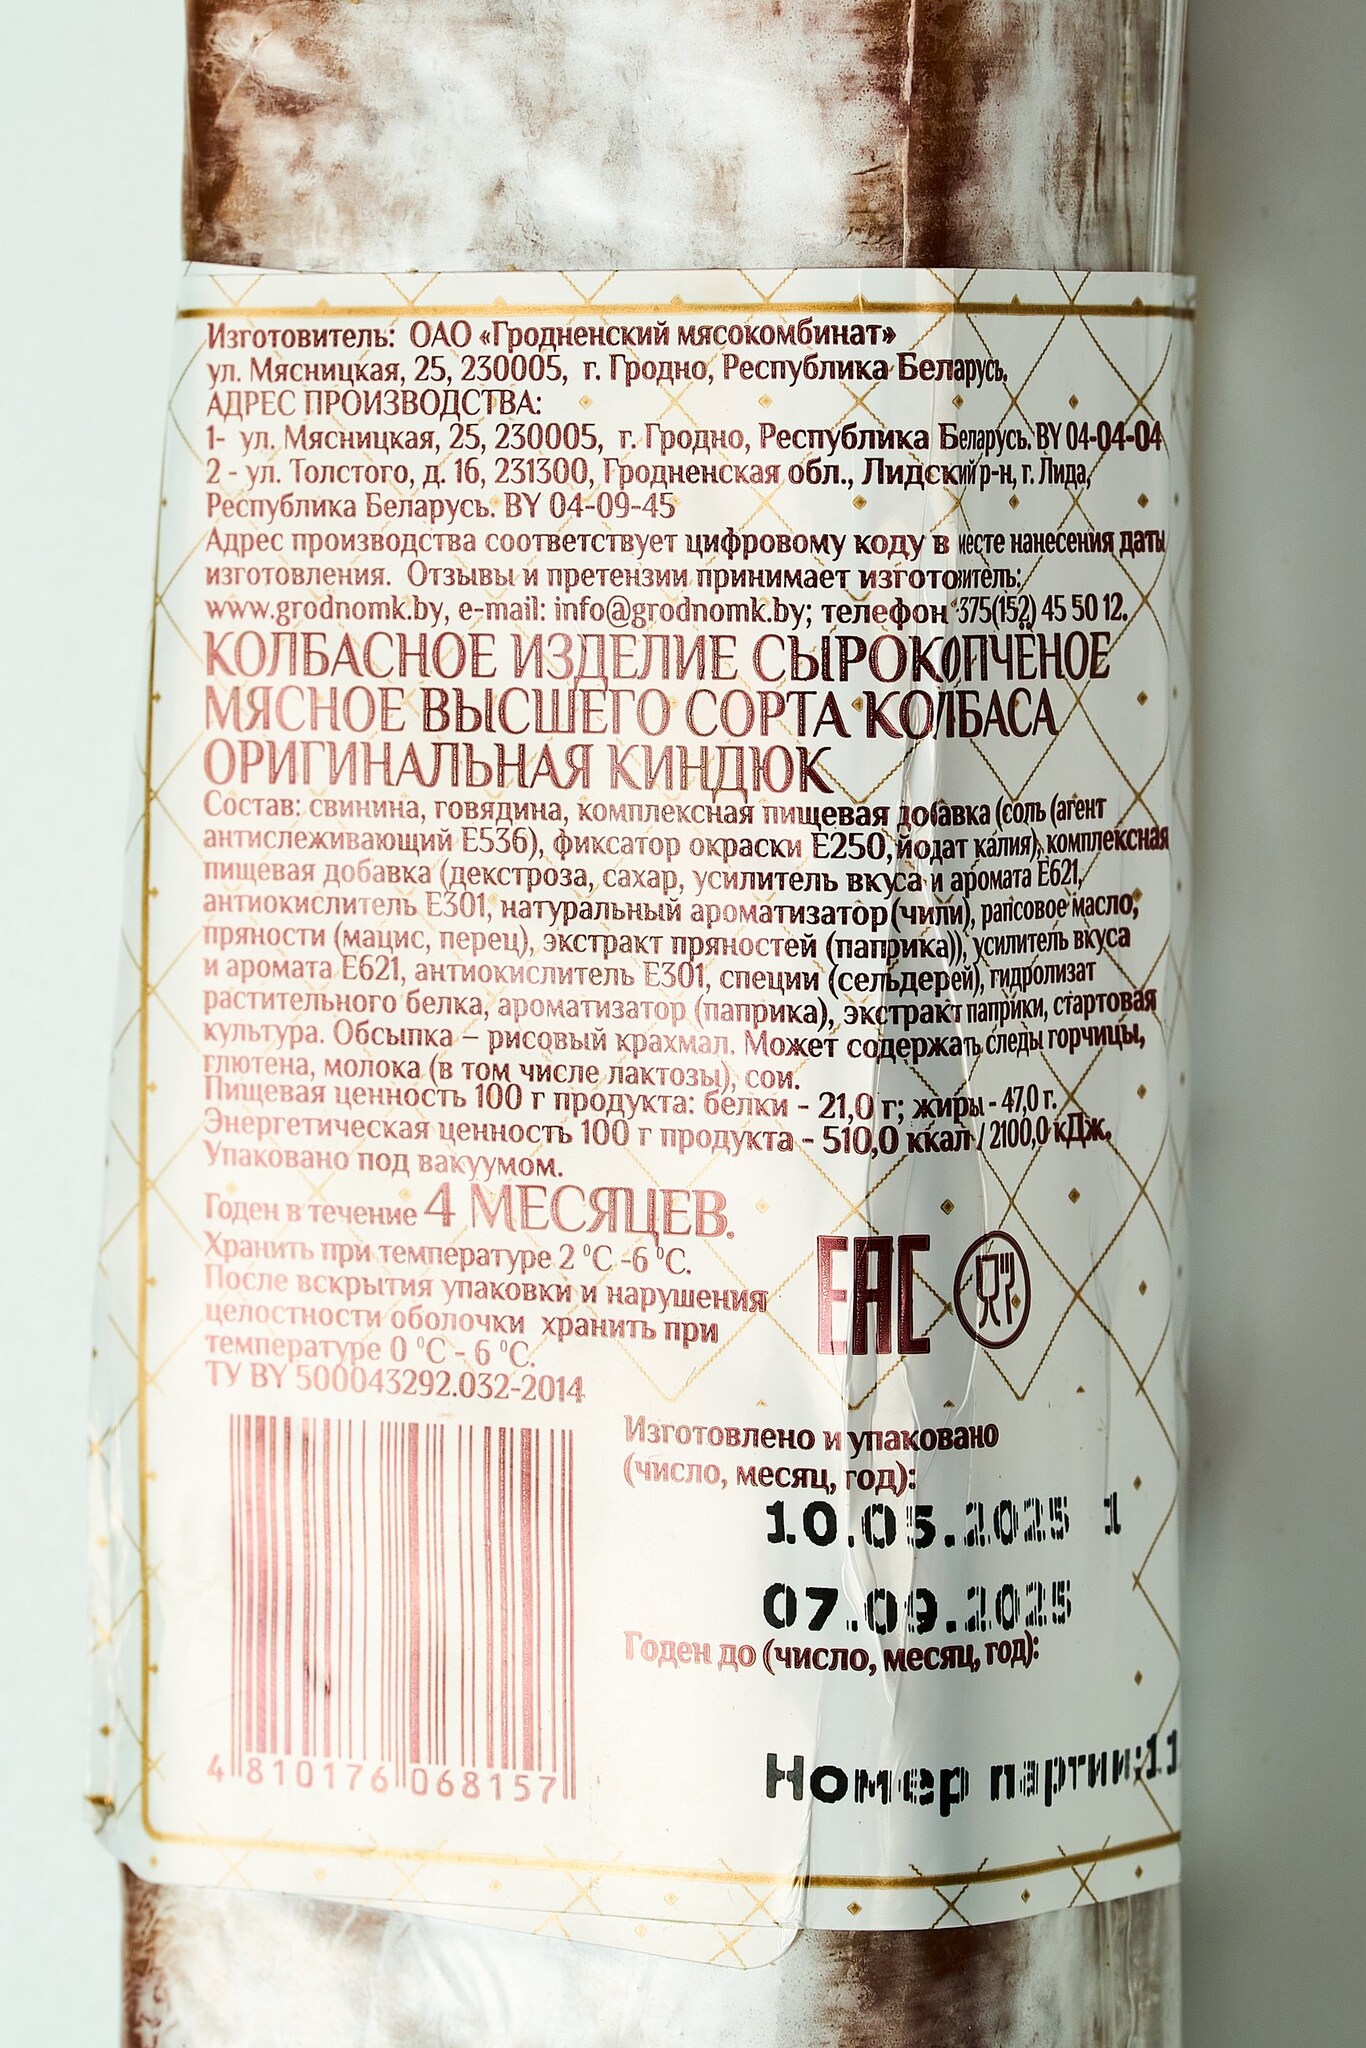 Изготовитель: ОАО «Гродненский мясокомбинат»
ул. Мясницкая, 25, 230005, г. Гродно, Республика Беларусь.
АДРЕС ПРОИЗВОДСТВА:
1- ул. Мясницкая, 25, 230005, г. Гродно, Республика Беларусь. BY 04-04-04
2 - ул. Толстого, д. 16, 231300, Гродненская обл., Лидский р-н, г. Лида,
Республика Беларусь. BY 04-09-45
Адрес производства соответствует цифровому коду в месте нанесения даты
изготовления. Отзывы и претензии принимает изготовитель:
www.grodnomk.by, e-mail: info@grodnomk.by; телефон 375(152) 45 50 12.
КОЛБАСНОЕ ИЗДЕЛИЕ СЫРОКОПЧЁНОЕ
МЯСНОЕ ВЫСШЕГО СОРТА КОЛБАСА
ОРИГИНАЛЬНАЯ КИНДЮК
Состав: свинина, говядина, комплексная пищевая добавка (соль (агент
антислеживающий Е536), фиксатор окраски Е250, йодат калия), комплексная
пищевая добавка (декстроза, сахар, усилитель вкуса и аромата Е621,
антиокислитель Е301, натуральный ароматизатор (чили), рапсовое масло,
пряности (мацис, перец), экстракт пряностей (паприка)), усилитель вкуса
и аромата Е621, антиокислитель Е301, специи (сельдерей), гидролизат
растительного белка, ароматизатор (паприка), экстракт паприки, стартовая
культура. Обсыпка – рисовый крахмал. Может содержать следы горчицы,
глютена, молока (в том числе лактозы), сои.
Пищевая ценность 100 г продукта: белки - 21,0 г; жиры - 47,0 г.
Энергетическая ценность 100 г продукта - 510,0 ккал / 2100,0 кДж.
Упаковано под вакуумом.
Годен в течение 4 МЕСЯЦЕВ.
Хранить при температуре 2 °С -6 °С.
После вскрытия упаковки и нарушения
целостности оболочки хранить при
температуре 0 °С - 6 °С.
ТУ BY 500043292.032-2014
EAC
Изготовлено и упаковано
(число, месяц, год):
10.05.2025 1
07.09.2025
Годен до (число, месяц, год):
Номер партии:11
4 810176 068157